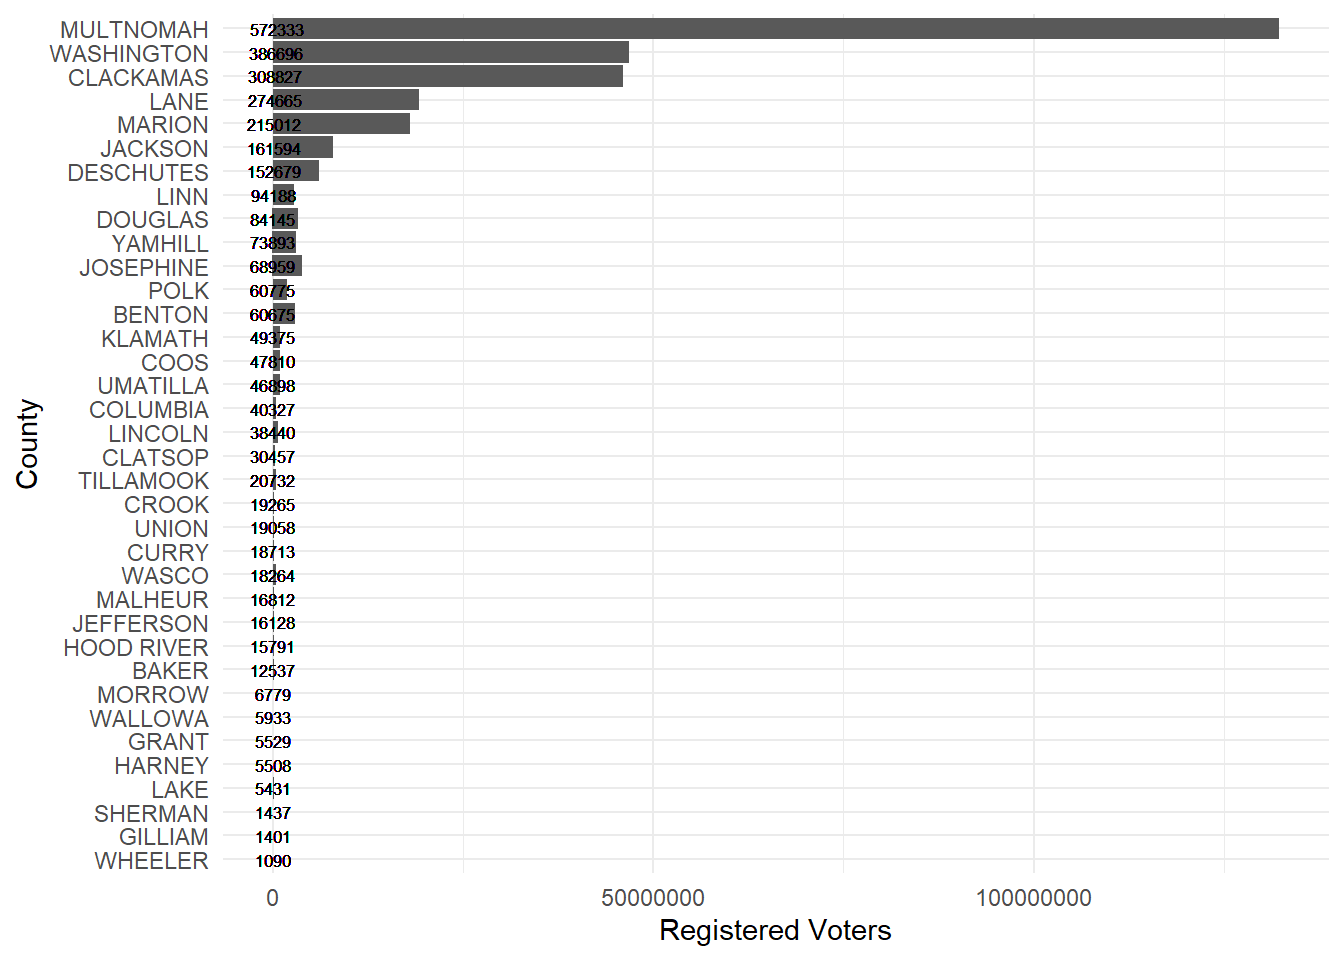 MULTNOMAH 572333
WASHINGTON 386696
CLACKAMAS 308827
LANE 274665
MARION 215012
JACKSON 161594
DESCHUTES 152679
LINN 94188
DOUGLAS 84145
YAMHILL 73893
JOSEPHINE 68959
POLK 60775
BENTON 60675
KLAMATH 49375
COOS 47810
UMATILLA 46898
COLUMBIA 40327
LINCOLN 38440
CLATSOP 30457
TILLAMOOK 20732
CROOK 19265
UNION 19058
CURRY 18713
WASCO 18264
MALHEUR 16812
JEFFERSON 16128
HOOD RIVER 15791
BAKER 12537
MORROW 6779
WALLOWA 5933
GRANT 5529
HARNEY 5508
LAKE 5431
SHERMAN 1437
GILLIAM 1401
WHEELER 1090
County
0 50000000 100000000
Registered Voters